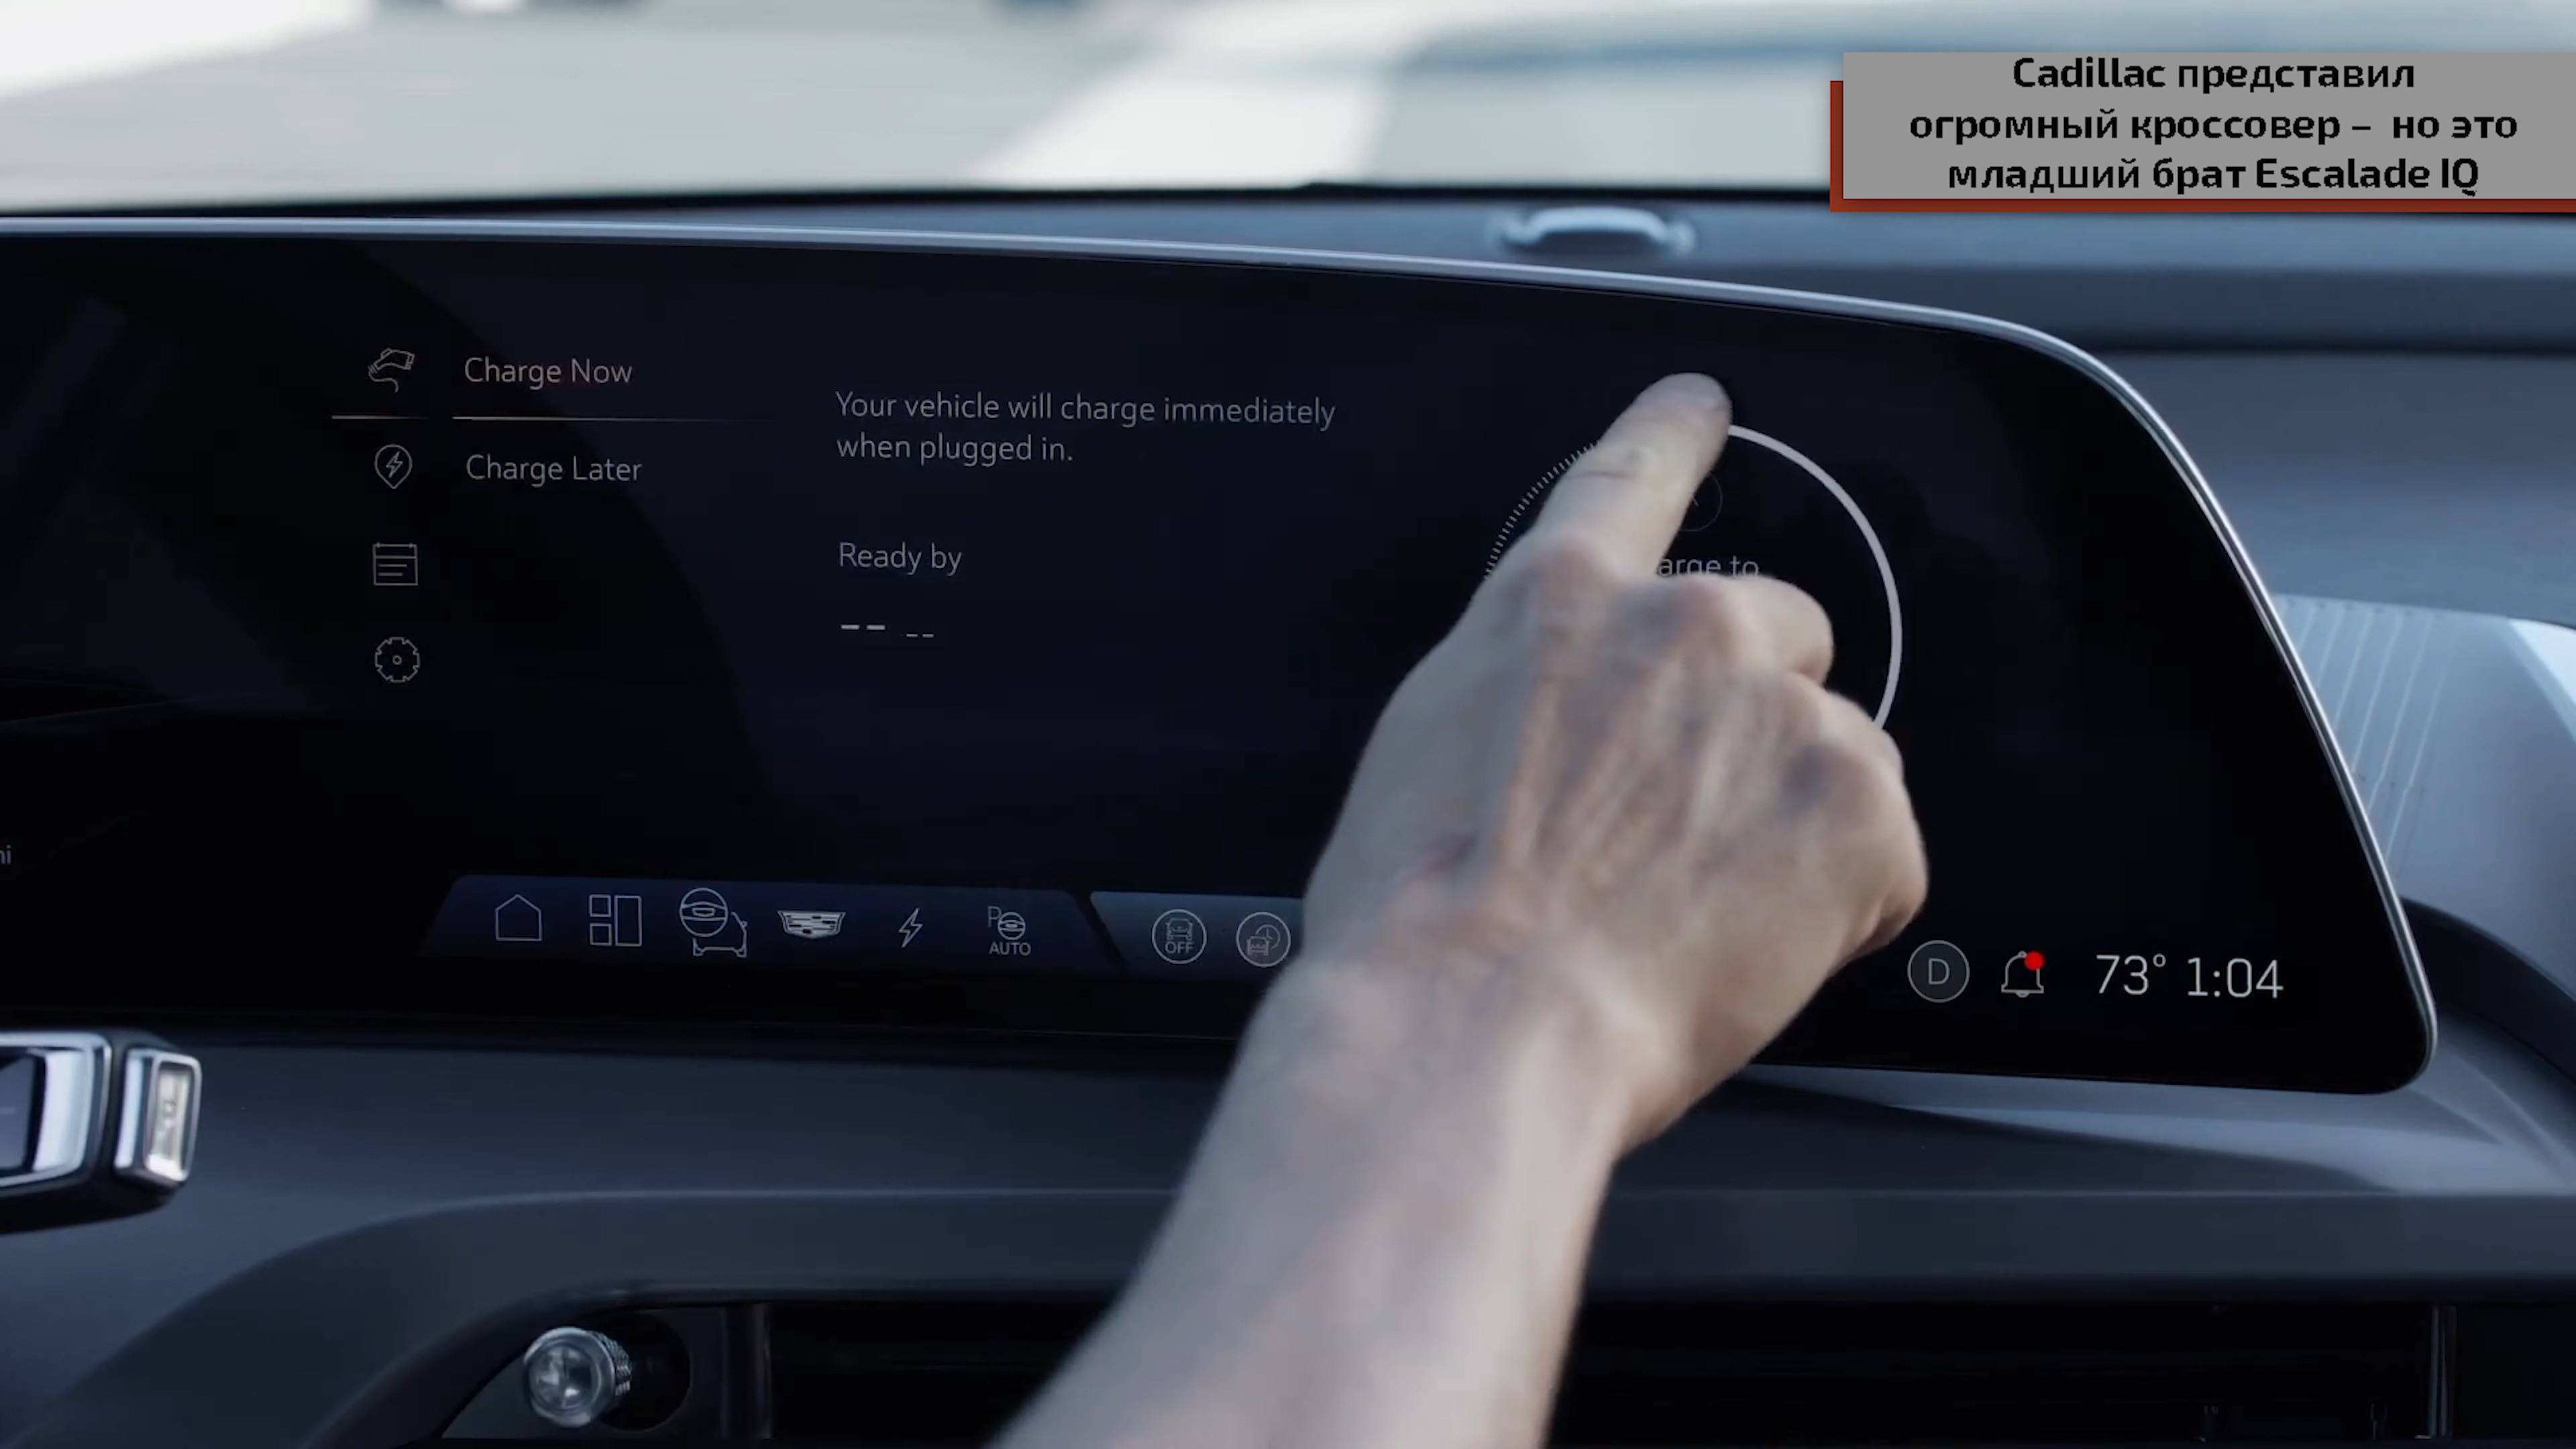 Cadillac представил
огромный кроссовер – но это
младший брат Escalade IQ
Charge Now
Charge Later
Your vehicle will charge immediately
when plugged in.
Ready by
-- --
to
P
AUTO
OFF
D
73° 1:04